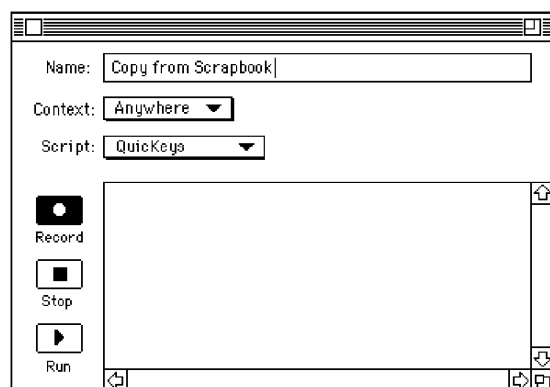 Name: Copy from Scrapbook
Context: Anywhere
Script: QuicKeys
Record
Stop
Run